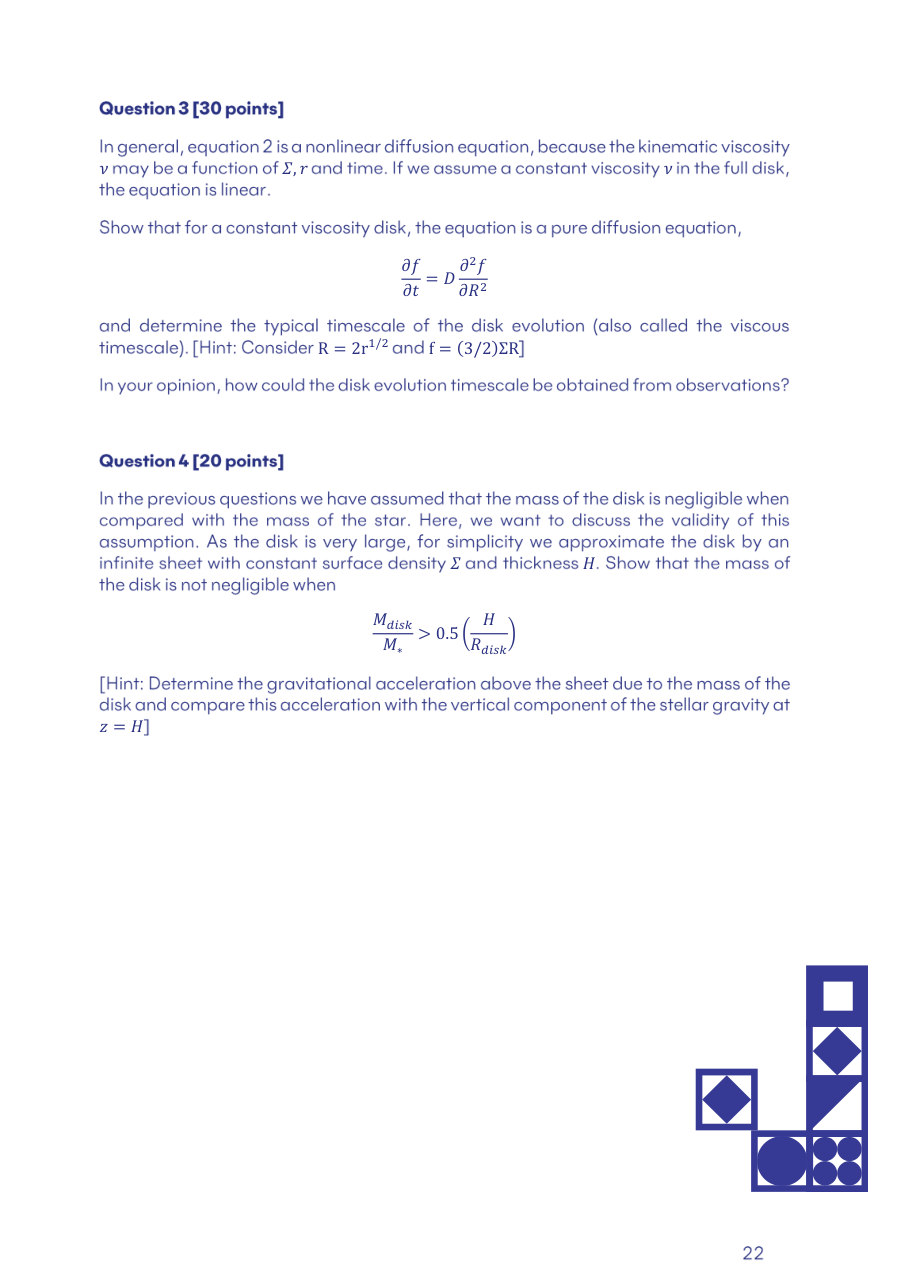 Question 3 [30 points]
In general, equation 2 is a nonlinear diffusion equation, because the kinematic viscosity
ν may be a function of Σ, r and time. If we assume a constant viscosity ν in the full disk,
the equation is linear.
Show that for a constant viscosity disk, the equation is a pure diffusion equation,
∂f/∂t = D ∂²f/∂R²
and determine the typical timescale of the disk evolution (also called the viscous
timescale). [Hint: Consider R = 2r^1/2 and f = (3/2)ΣR]
In your opinion, how could the disk evolution timescale be obtained from observations?
Question 4 [20 points]
In the previous questions we have assumed that the mass of the disk is negligible when
compared with the mass of the star. Here, we want to discuss the validity of this
assumption. As the disk is very large, for simplicity we approximate the disk by an
infinite sheet with constant surface density Σ and thickness H. Show that the mass of
the disk is not negligible when
M_disk/M_* > 0.5 (H/R_disk)
[Hint: Determine the gravitational acceleration above the sheet due to the mass of the
disk and compare this acceleration with the vertical component of the stellar gravity at
z = H]
22